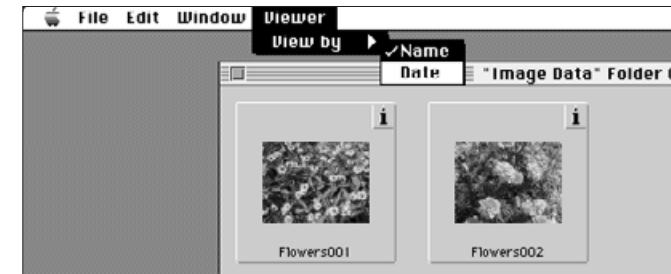 File Edit Window Viewer
View by
✓Name
Date
"Image Data" Folder
i
i
Flowers001
Flowers002